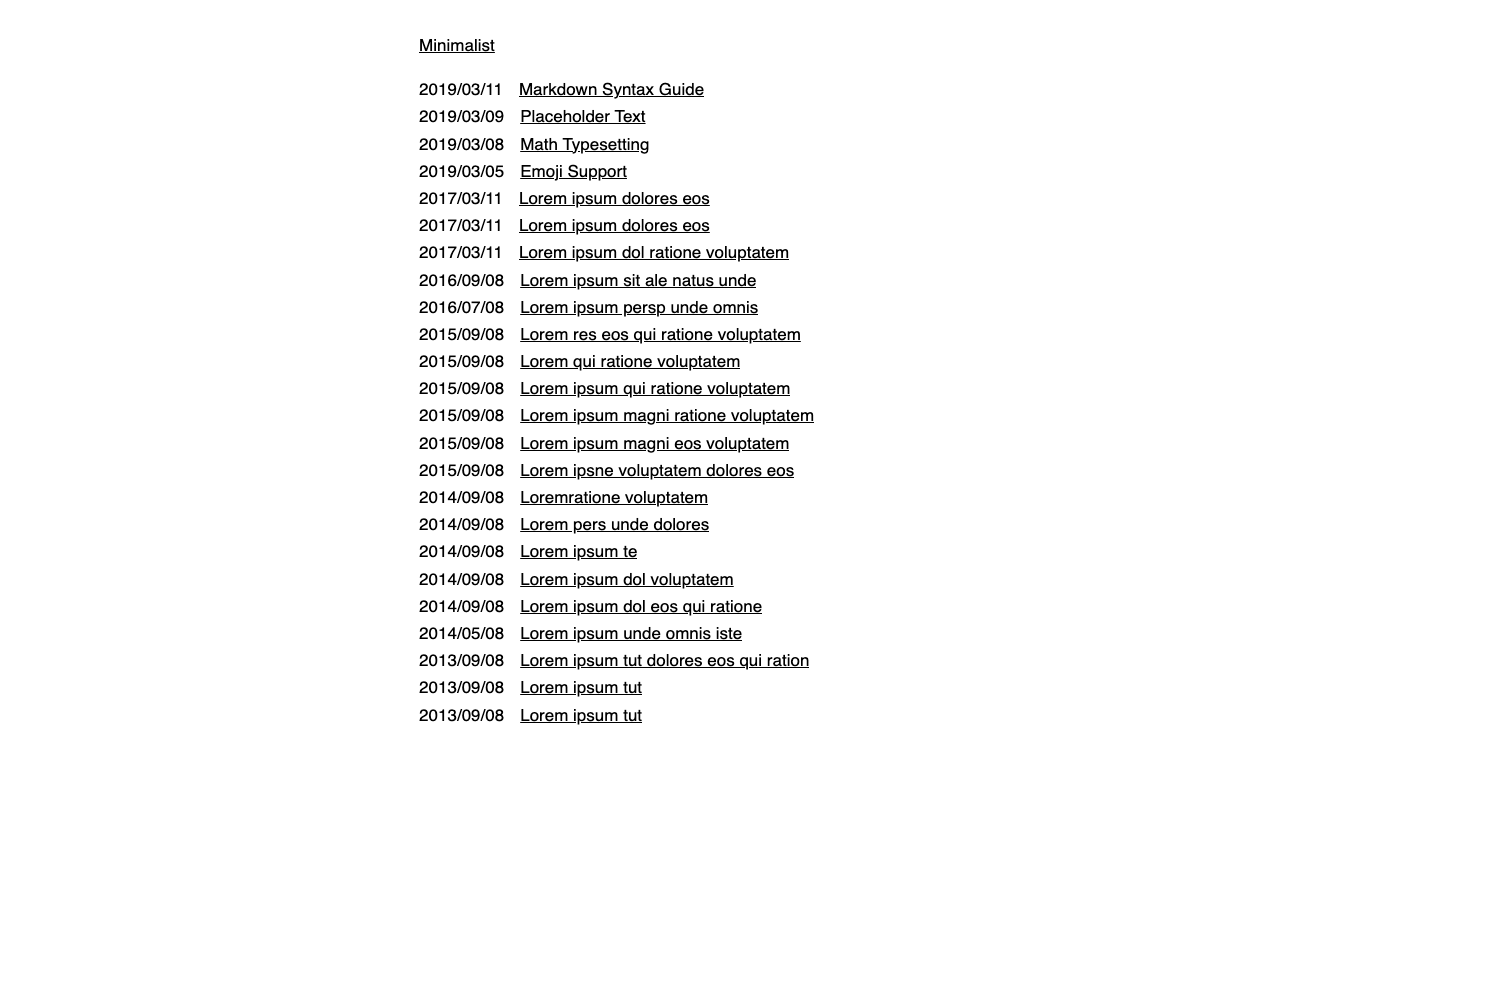 Minimalist
2019/03/11 Markdown Syntax Guide
2019/03/09 Placeholder Text
2019/03/08 Math Typesetting
2019/03/05 Emoji Support
2017/03/11 Lorem ipsum dolores eos
2017/03/11 Lorem ipsum dolores eos
2017/03/11 Lorem ipsum dol ratione voluptatem
2016/09/08 Lorem ipsum sit ale natus unde
2016/07/08 Lorem ipsum persp unde omnis
2015/09/08 Lorem res eos qui ratione voluptatem
2015/09/08 Lorem qui ratione voluptatem
2015/09/08 Lorem ipsum qui ratione voluptatem
2015/09/08 Lorem ipsum magni ratione voluptatem
2015/09/08 Lorem ipsum magni eos voluptatem
2015/09/08 Lorem ipsne voluptatem dolores eos
2014/09/08 Loremratione voluptatem
2014/09/08 Lorem pers unde dolores
2014/09/08 Lorem ipsum te
2014/09/08 Lorem ipsum dol voluptatem
2014/09/08 Lorem ipsum dol eos qui ratione
2014/05/08 Lorem ipsum unde omnis iste
2013/09/08 Lorem ipsum tut dolores eos qui ration
2013/09/08 Lorem ipsum tut
2013/09/08 Lorem ipsum tut